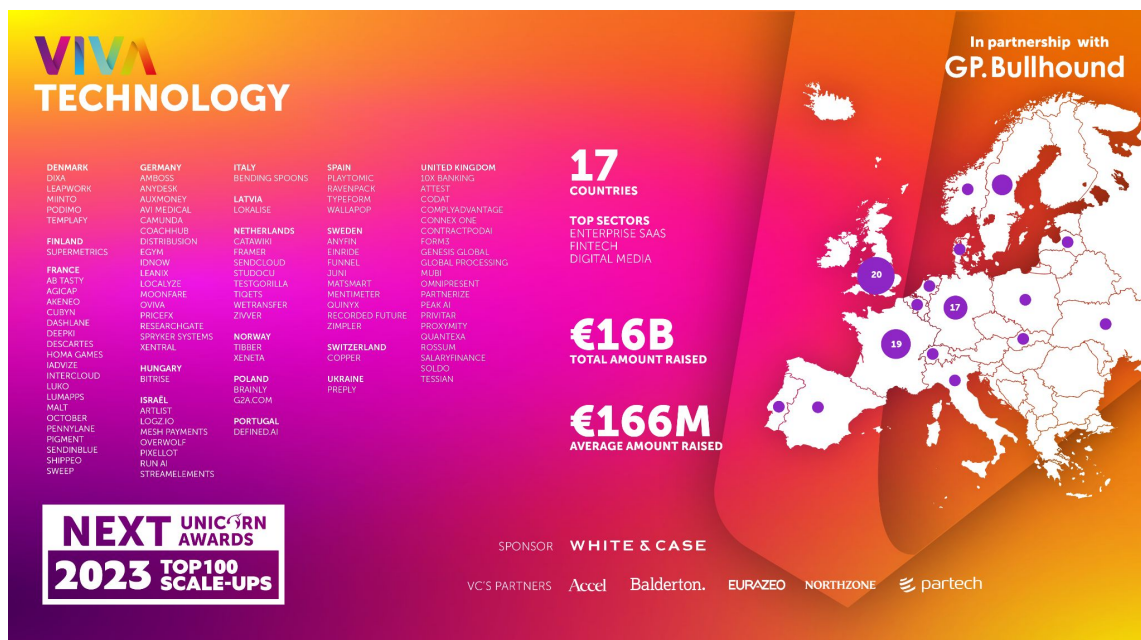 VIVA
TECHNOLOGY
In partnership with
GP.Bullhound
DENMARK
DIXA
LEAPWORK
MIINTO
PODIMO
TEMPLAFY
FINLAND
SUPERMETRICS
FRANCE
AB TASTY
AGICAP
AKENEO
CUBYN
DASHLANE
DEEPKI
DESCARTES
HOMA GAMES
IADVIZE
INTERCLOUD
LUKO
LUMAPPS
MALT
OCTOBER
PENNYLANE
PIGMENT
SENDINBLUE
SHIPPEO
SWEEP
GERMANY
AMBOSS
ANYDESK
AUXMONEY
AVI MEDICAL
CAMUNDA
COACHHUB
DISTRIBUSION
EGYM
IDNOW
LEANIX
LOCALYZE
MOONFARE
OVIVA
PRICEFX
RESEARCHGATE
SPRYKER SYSTEMS
XENTRAL
HUNGARY
BITRISE
ISRAËL
ARTLIST
LOGZ.IO
MESH PAYMENTS
OVERWOLF
PIXELLOT
RUN AI
STREAMELEMENTS
ITALY
BENDING SPOONS
LATVIA
LOKALISE
NETHERLANDS
CATAWIKI
FRAMER
SENDCLOUD
STUDOCU
TESTGORILLA
TIQETS
WETRANSFER
ZIVVER
NORWAY
TIBBER
XENETA
POLAND
BRAINLY
G2A.COM
PORTUGAL
DEFINED.AI
SPAIN
PLAYTOMIC
RAVENPACK
TYPEFORM
WALLAPOP
SWEDEN
ANYFIN
EINRIDE
FUNNEL
JUNI
MATSMART
MENTIMETER
QUINYX
RECORDED FUTURE
ZIMPLER
SWITZERLAND
COPPER
UKRAINE
PREPLY
UNITED KINGDOM
10X BANKING
ATTEST
CODAT
COMPLYADVANTAGE
CONNEX ONE
CONTRACTPODAI
FORM3
GENESIS GLOBAL
GLOBAL PROCESSING
MUBI
OMNIPRESENT
PARTNERIZE
PEAK AI
PRIVITAR
PROXYMITY
QUANTEXA
ROSSUM
SALARYFINANCE
SOLDO
TESSIAN
17
COUNTRIES
TOP SECTORS
ENTERPRISE SAAS
FINTECH
DIGITAL MEDIA
€16B
TOTAL AMOUNT RAISED
€166M
AVERAGE AMOUNT RAISED
20
17
19
NEXT UNICORN AWARDS
2023 TOP100 SCALE-UPS
SPONSOR WHITE & CASE
VC'S PARTNERS Accel Balderton. EURAZEO NORTHZONE partech